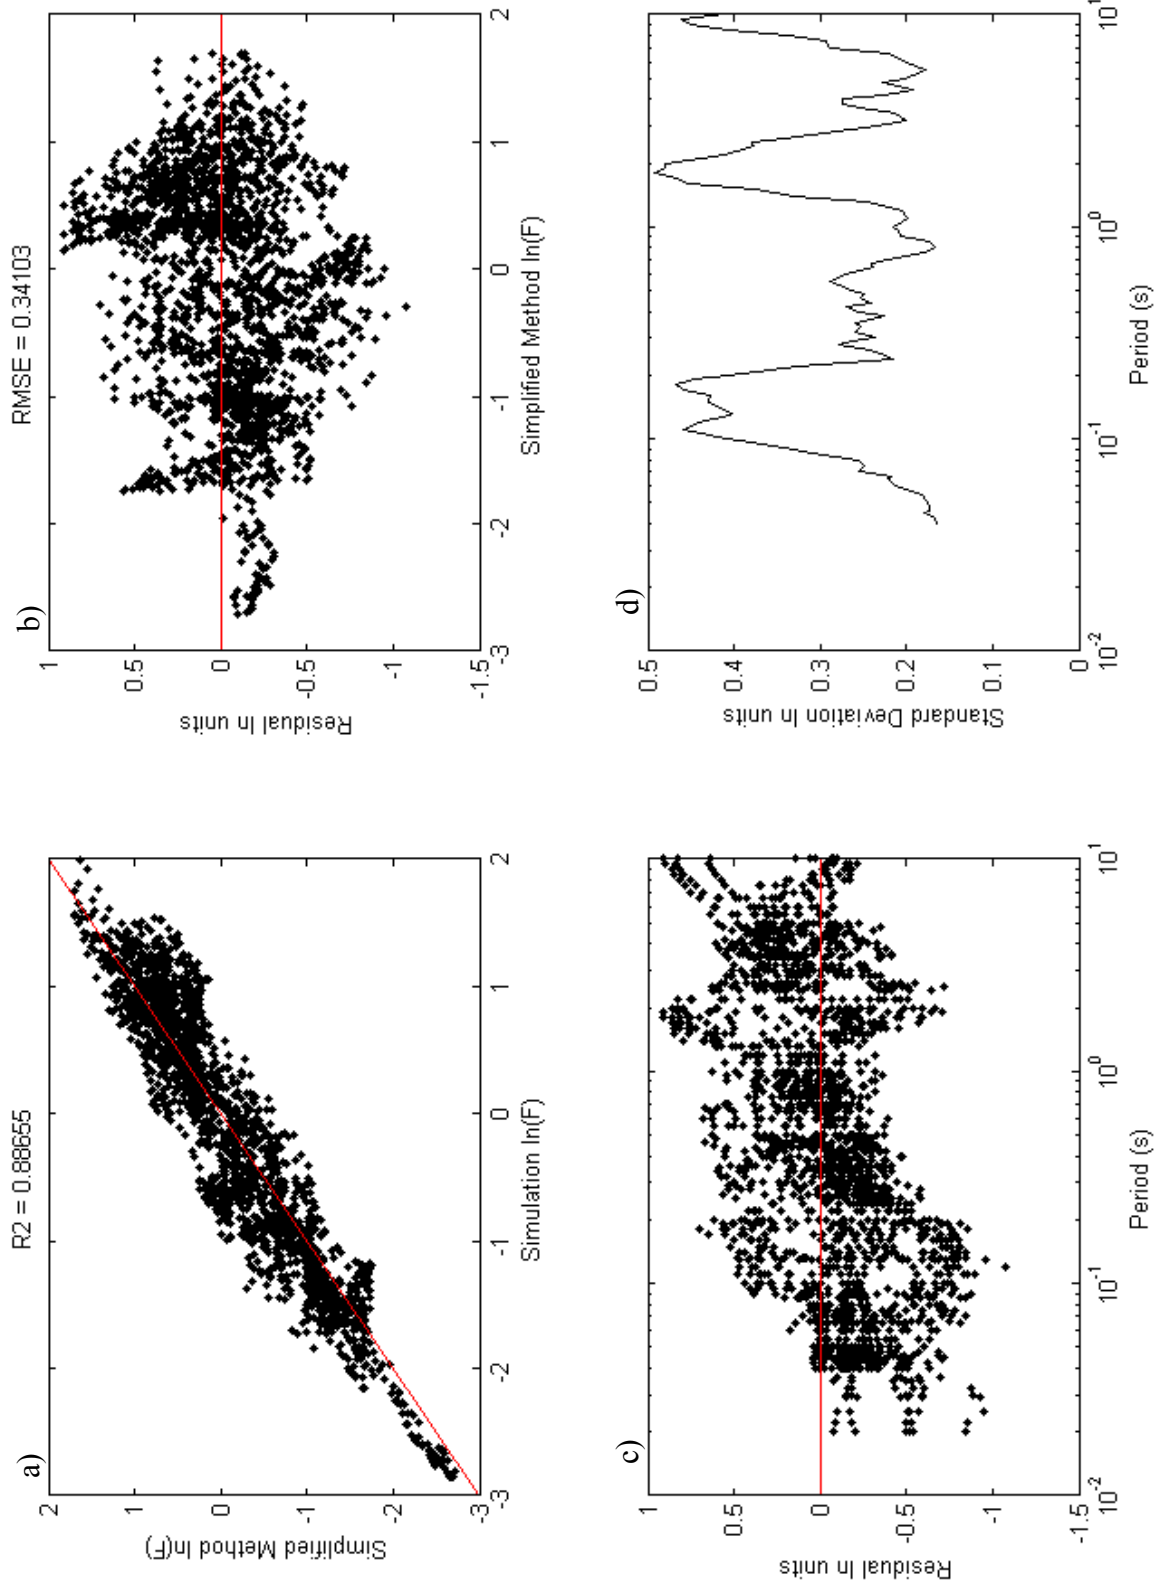 a)
R2 = 0.88655
Simplified Method ln(F)
2
1
0
-1
-2
-3
-3 -2 -1 0 1 2
Simulation ln(F)
b)
RMSE = 0.34103
Residual ln units
1
0.5
0
-0.5
-1
-1.5
-3 -2 -1 0 1 2
Simplified Method ln(F)
c)
Residual ln units
1
0.5
0
-0.5
-1
-1.5
10^-2 10^-1 10^0 10^1
Period (s)
d)
Standard Deviation ln units
0.5
0.4
0.3
0.2
0.1
0
10^-2 10^-1 10^0 10^1
Period (s)